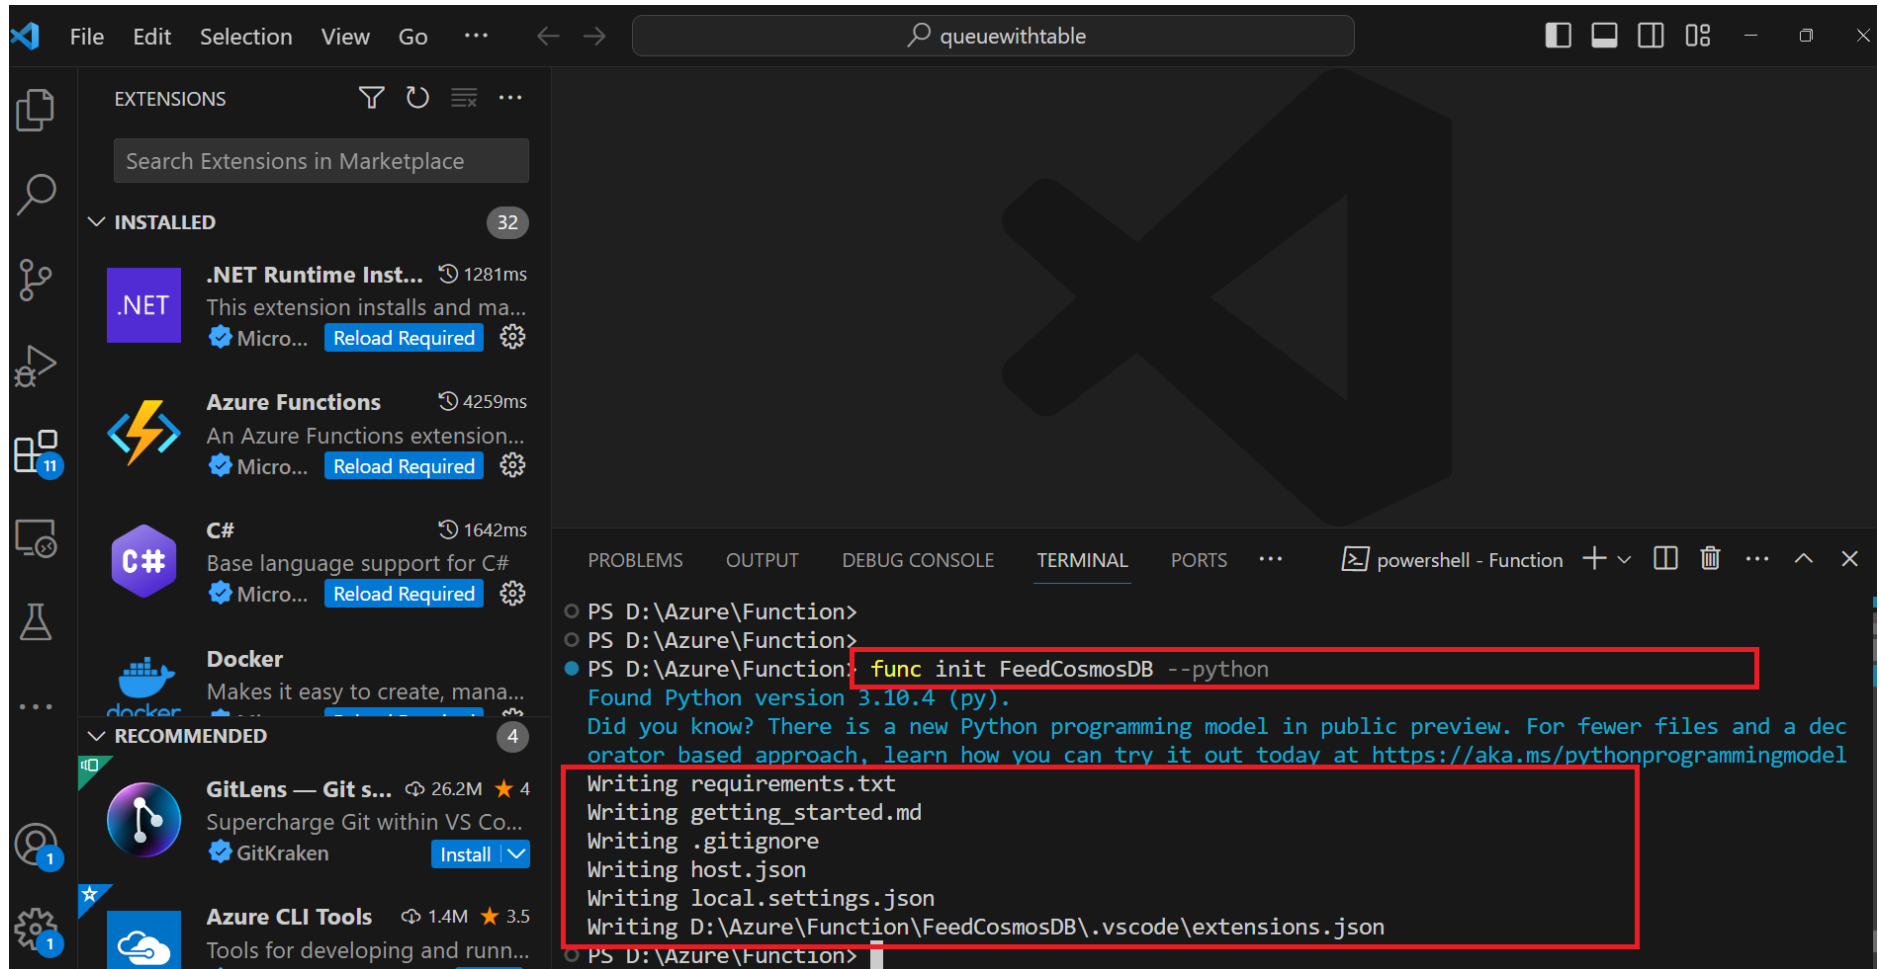 File Edit Selection View Go ···
queuewithtable
EXTENSIONS
Search Extensions in Marketplace
INSTALLED 32
.NET
.NET Runtime Inst... 1281ms
This extension installs and ma...
Micro... Reload Required
Azure Functions 4259ms
An Azure Functions extension...
Micro... Reload Required
C#
C# 1642ms
Base language support for C#
Micro... Reload Required
Docker
Makes it easy to create, mana...
docker
RECOMMENDED 4
GitLens — Git s... 26.2M ★ 4
Supercharge Git within VS Co...
GitKraken Install
Azure CLI Tools 1.4M ★ 3.5
Tools for developing and runn...
11
1
1
PROBLEMS OUTPUT DEBUG CONSOLE TERMINAL PORTS ··· powershell - Function
PS D:\Azure\Function>
PS D:\Azure\Function>
PS D:\Azure\Function> func init FeedCosmosDB --python
Found Python version 3.10.4 (py).
Did you know? There is a new Python programming model in public preview. For fewer files and a dec
orator based approach, learn how you can try it out today at https://aka.ms/pythonprogrammingmodel
Writing requirements.txt
Writing getting_started.md
Writing .gitignore
Writing host.json
Writing local.settings.json
Writing D:\Azure\Function\FeedCosmosDB\.vscode\extensions.json
PS D:\Azure\Function>